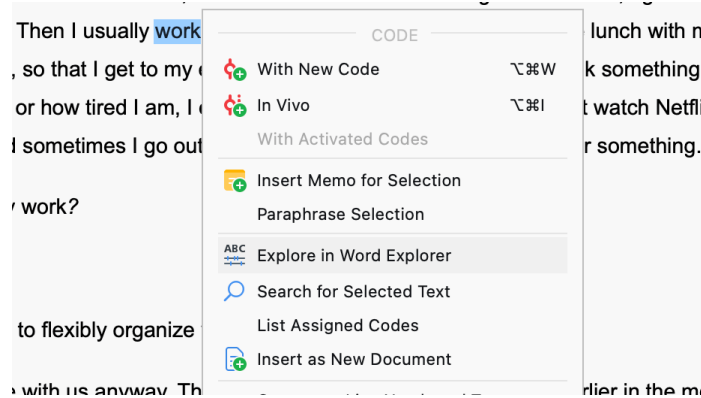 Then I usually work
CODE
lunch with
, so that I get to my
With New Code ⌥⌘W
k something
or how tired I am, I
In Vivo ⌥⌘I
t watch Netfli
With Activated Codes
sometimes I go out
r something.
Insert Memo for Selection
work?
Paraphrase Selection
Explore in Word Explorer
Search for Selected Text
to flexibly organize
List Assigned Codes
Insert as New Document
with us anyway. Th
rlier in the m